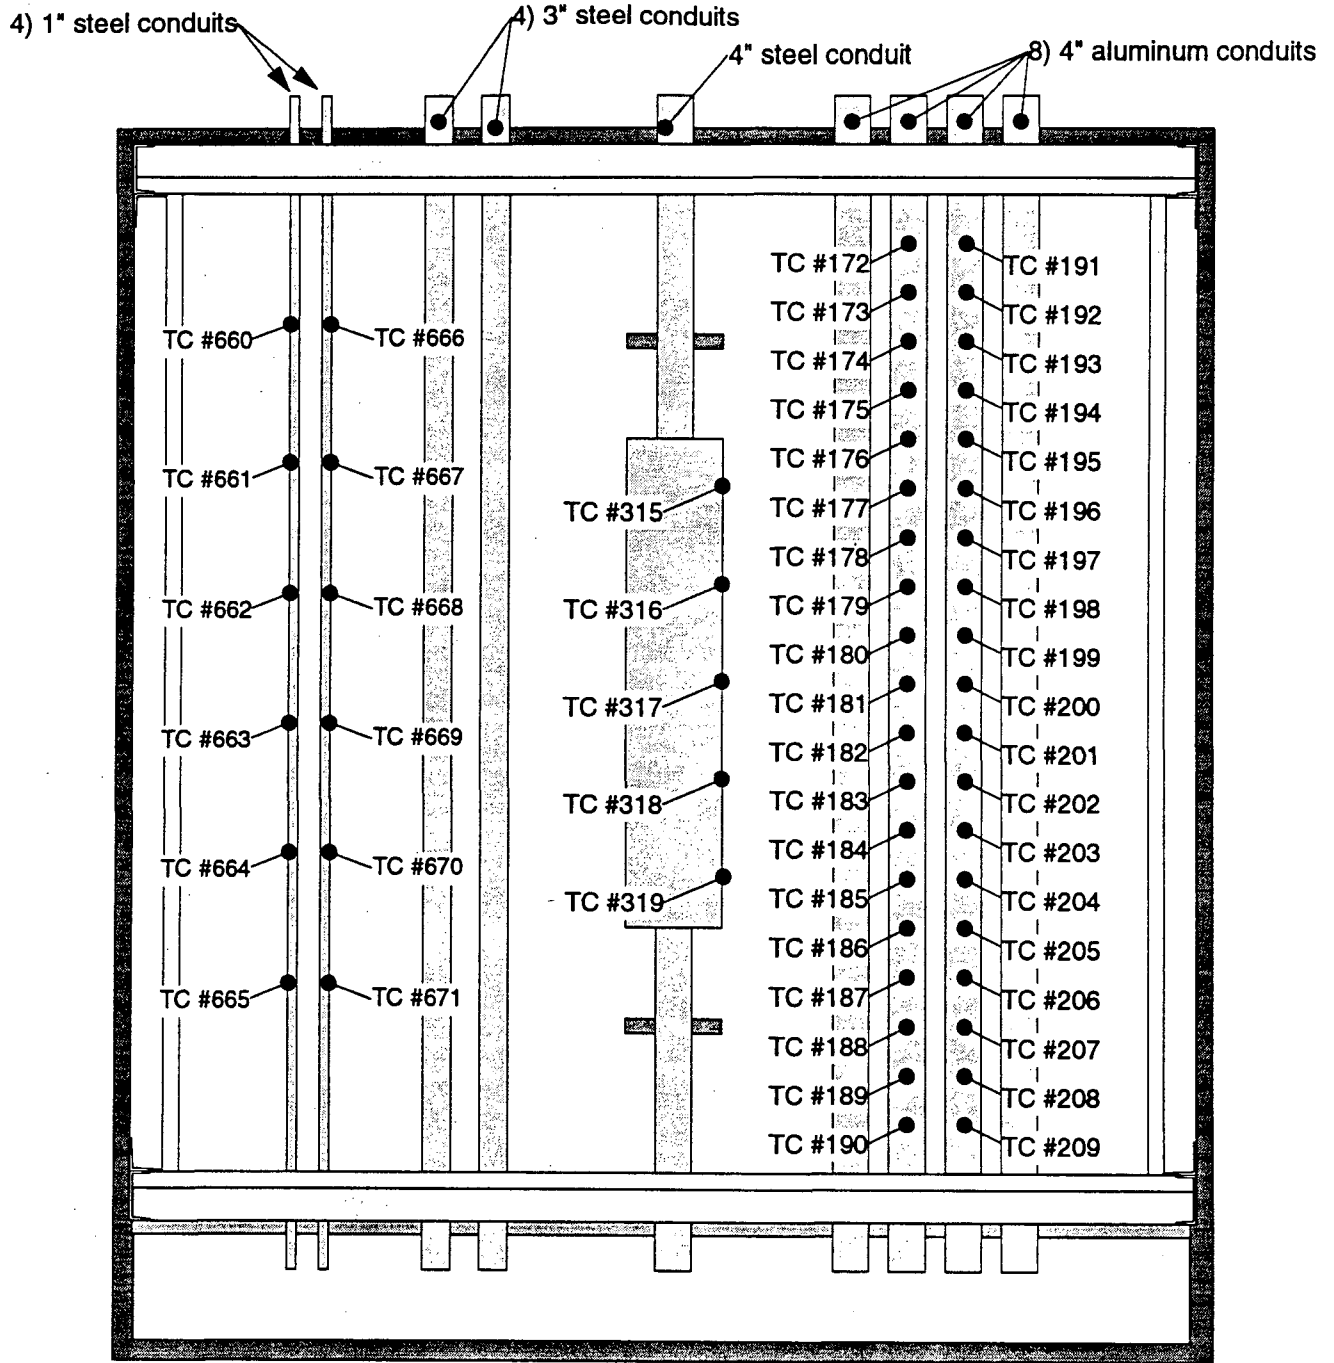 4) 1" steel conduits
4) 3" steel conduits
4" steel conduit
8) 4" aluminum conduits
TC #172
TC #191
TC #173
TC #192
TC #660
TC #666
TC #174
TC #193
TC #175
TC #194
TC #176
TC #195
TC #661
TC #667
TC #177
TC #196
TC #315
TC #178
TC #197
TC #662
TC #668
TC #316
TC #179
TC #198
TC #180
TC #199
TC #317
TC #181
TC #200
TC #663
TC #669
TC #182
TC #201
TC #318
TC #183
TC #202
TC #184
TC #203
TC #664
TC #670
TC #319
TC #185
TC #204
TC #186
TC #205
TC #665
TC #671
TC #187
TC #206
TC #188
TC #207
TC #189
TC #208
TC #190
TC #209